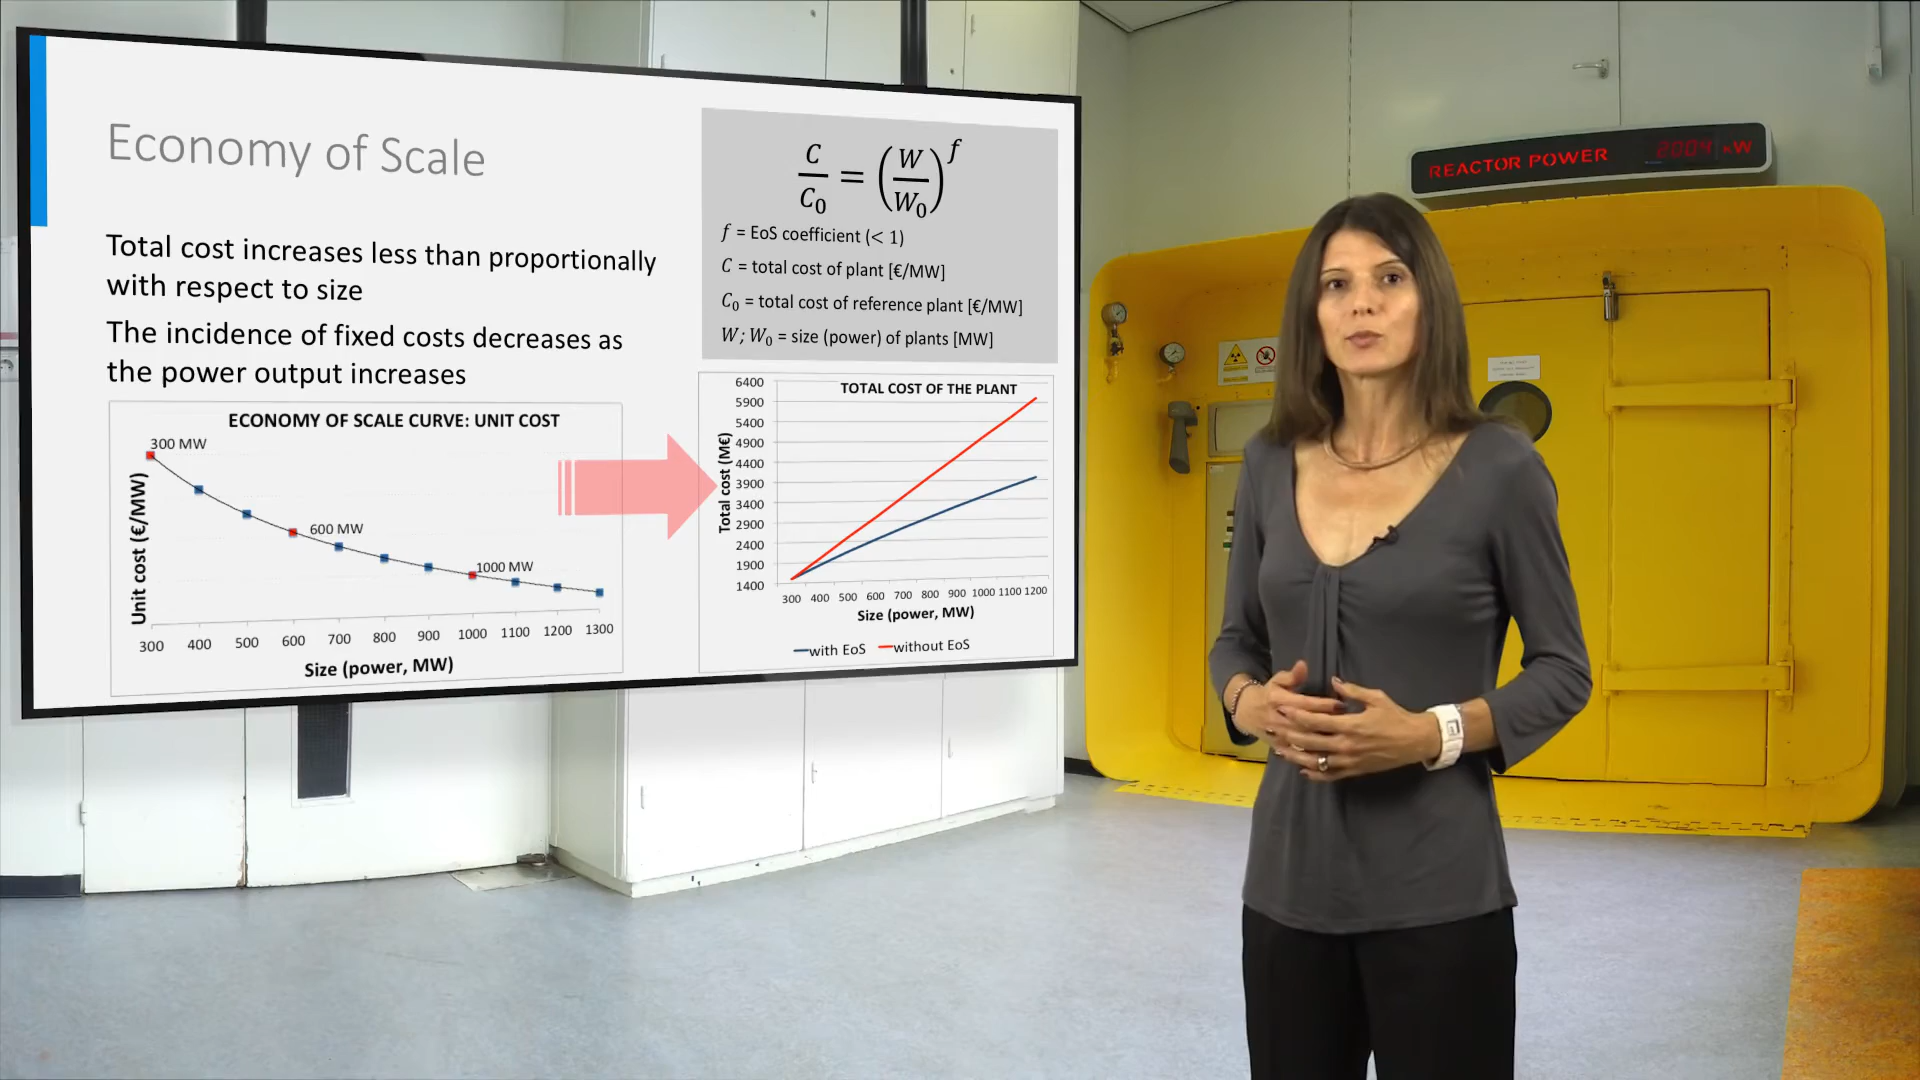 Economy of Scale
Total cost increases less than proportionally
with respect to size
The incidence of fixed costs decreases as
the power output increases
C/C₀ = (W/W₀)^f
f = EoS coefficient (< 1)
C = total cost of plant [€/MW]
C₀ = total cost of reference plant [€/MW]
W; W₀ = size (power) of plants [MW]
ECONOMY OF SCALE CURVE: UNIT COST
300 MW
600 MW
1000 MW
Unit cost (€/MW)
300 400 500 600 700 800 900 1000 1100 1200 1300
Size (power, MW)
TOTAL COST OF THE PLANT
6400
5900
5400
4900
4400
3900
3400
2900
2400
1900
1400
Total cost (M€)
300 400 500 600 700 800 900 1000 1100 1200
Size (power, MW)
with EoS without EoS
REACTOR POWER 2004 kW